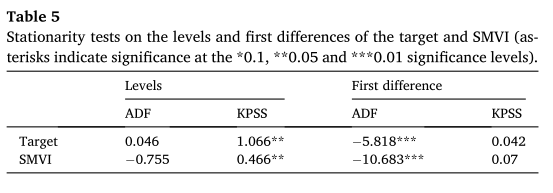 Table 5
Stationarity tests on the levels and first differences of the target and SMVI (as-
terisks indicate significance at the *0.1, **0.05 and ***0.01 significance levels).
Levels First difference
ADF KPSS ADF KPSS
Target 0.046 1.066** −5.818*** 0.042
SMVI −0.755 0.466** −10.683*** 0.07